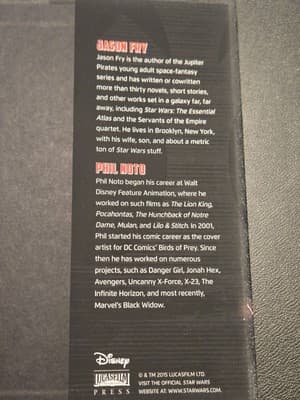 JASON FRY
Jason Fry is the author of the Jupiter
Pirates young adult space-fantasy
series and has written or cowritten
more than thirty novels, short stories,
and other works set in a galaxy far, far
away, including Star Wars: The Essential
Atlas and the Servants of the Empire
quartet. He lives in Brooklyn, New York,
with his wife, son, and about a metric
ton of Star Wars stuff.
PHIL NOTO
Phil Noto began his career at Walt
Disney Feature Animation, where he
worked on such films as The Lion King,
Pocahontas, The Hunchback of Notre
Dame, Mulan, and Lilo & Stitch. In 2001,
Phil started his comic career as the cover
artist for DC Comics' Birds of Prey. Since
then he has worked on numerous
projects, such as Danger Girl, Jonah Hex,
Avengers, Uncanny X-Force, X-23, The
Infinite Horizon, and most recently,
Marvel's Black Widow.
Disney
LUCASFILM
PRESS
© & TM 2015 LUCASFILM LTD.
VISIT THE OFFICIAL STAR WARS
WEBSITE AT: WWW.STARWARS.COM.